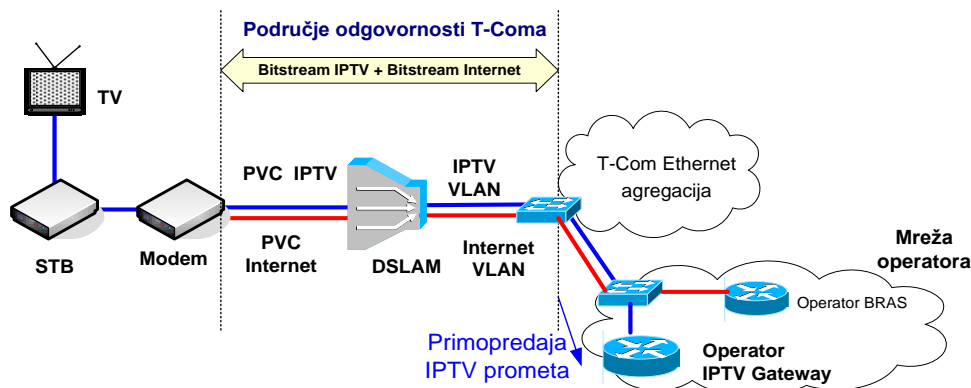 Područje odgovornosti T-Coma
Bitstream IPTV + Bitstream Internet
TV
T-Com Ethernet
agregacija
PVC IPTV
IPTV
VLAN
STB
Modem
PVC
Internet
DSLAM
Internet
VLAN
Mreža
operatora
Operator BRAS
Primopredaja
IPTV prometa
Operator
IPTV Gateway